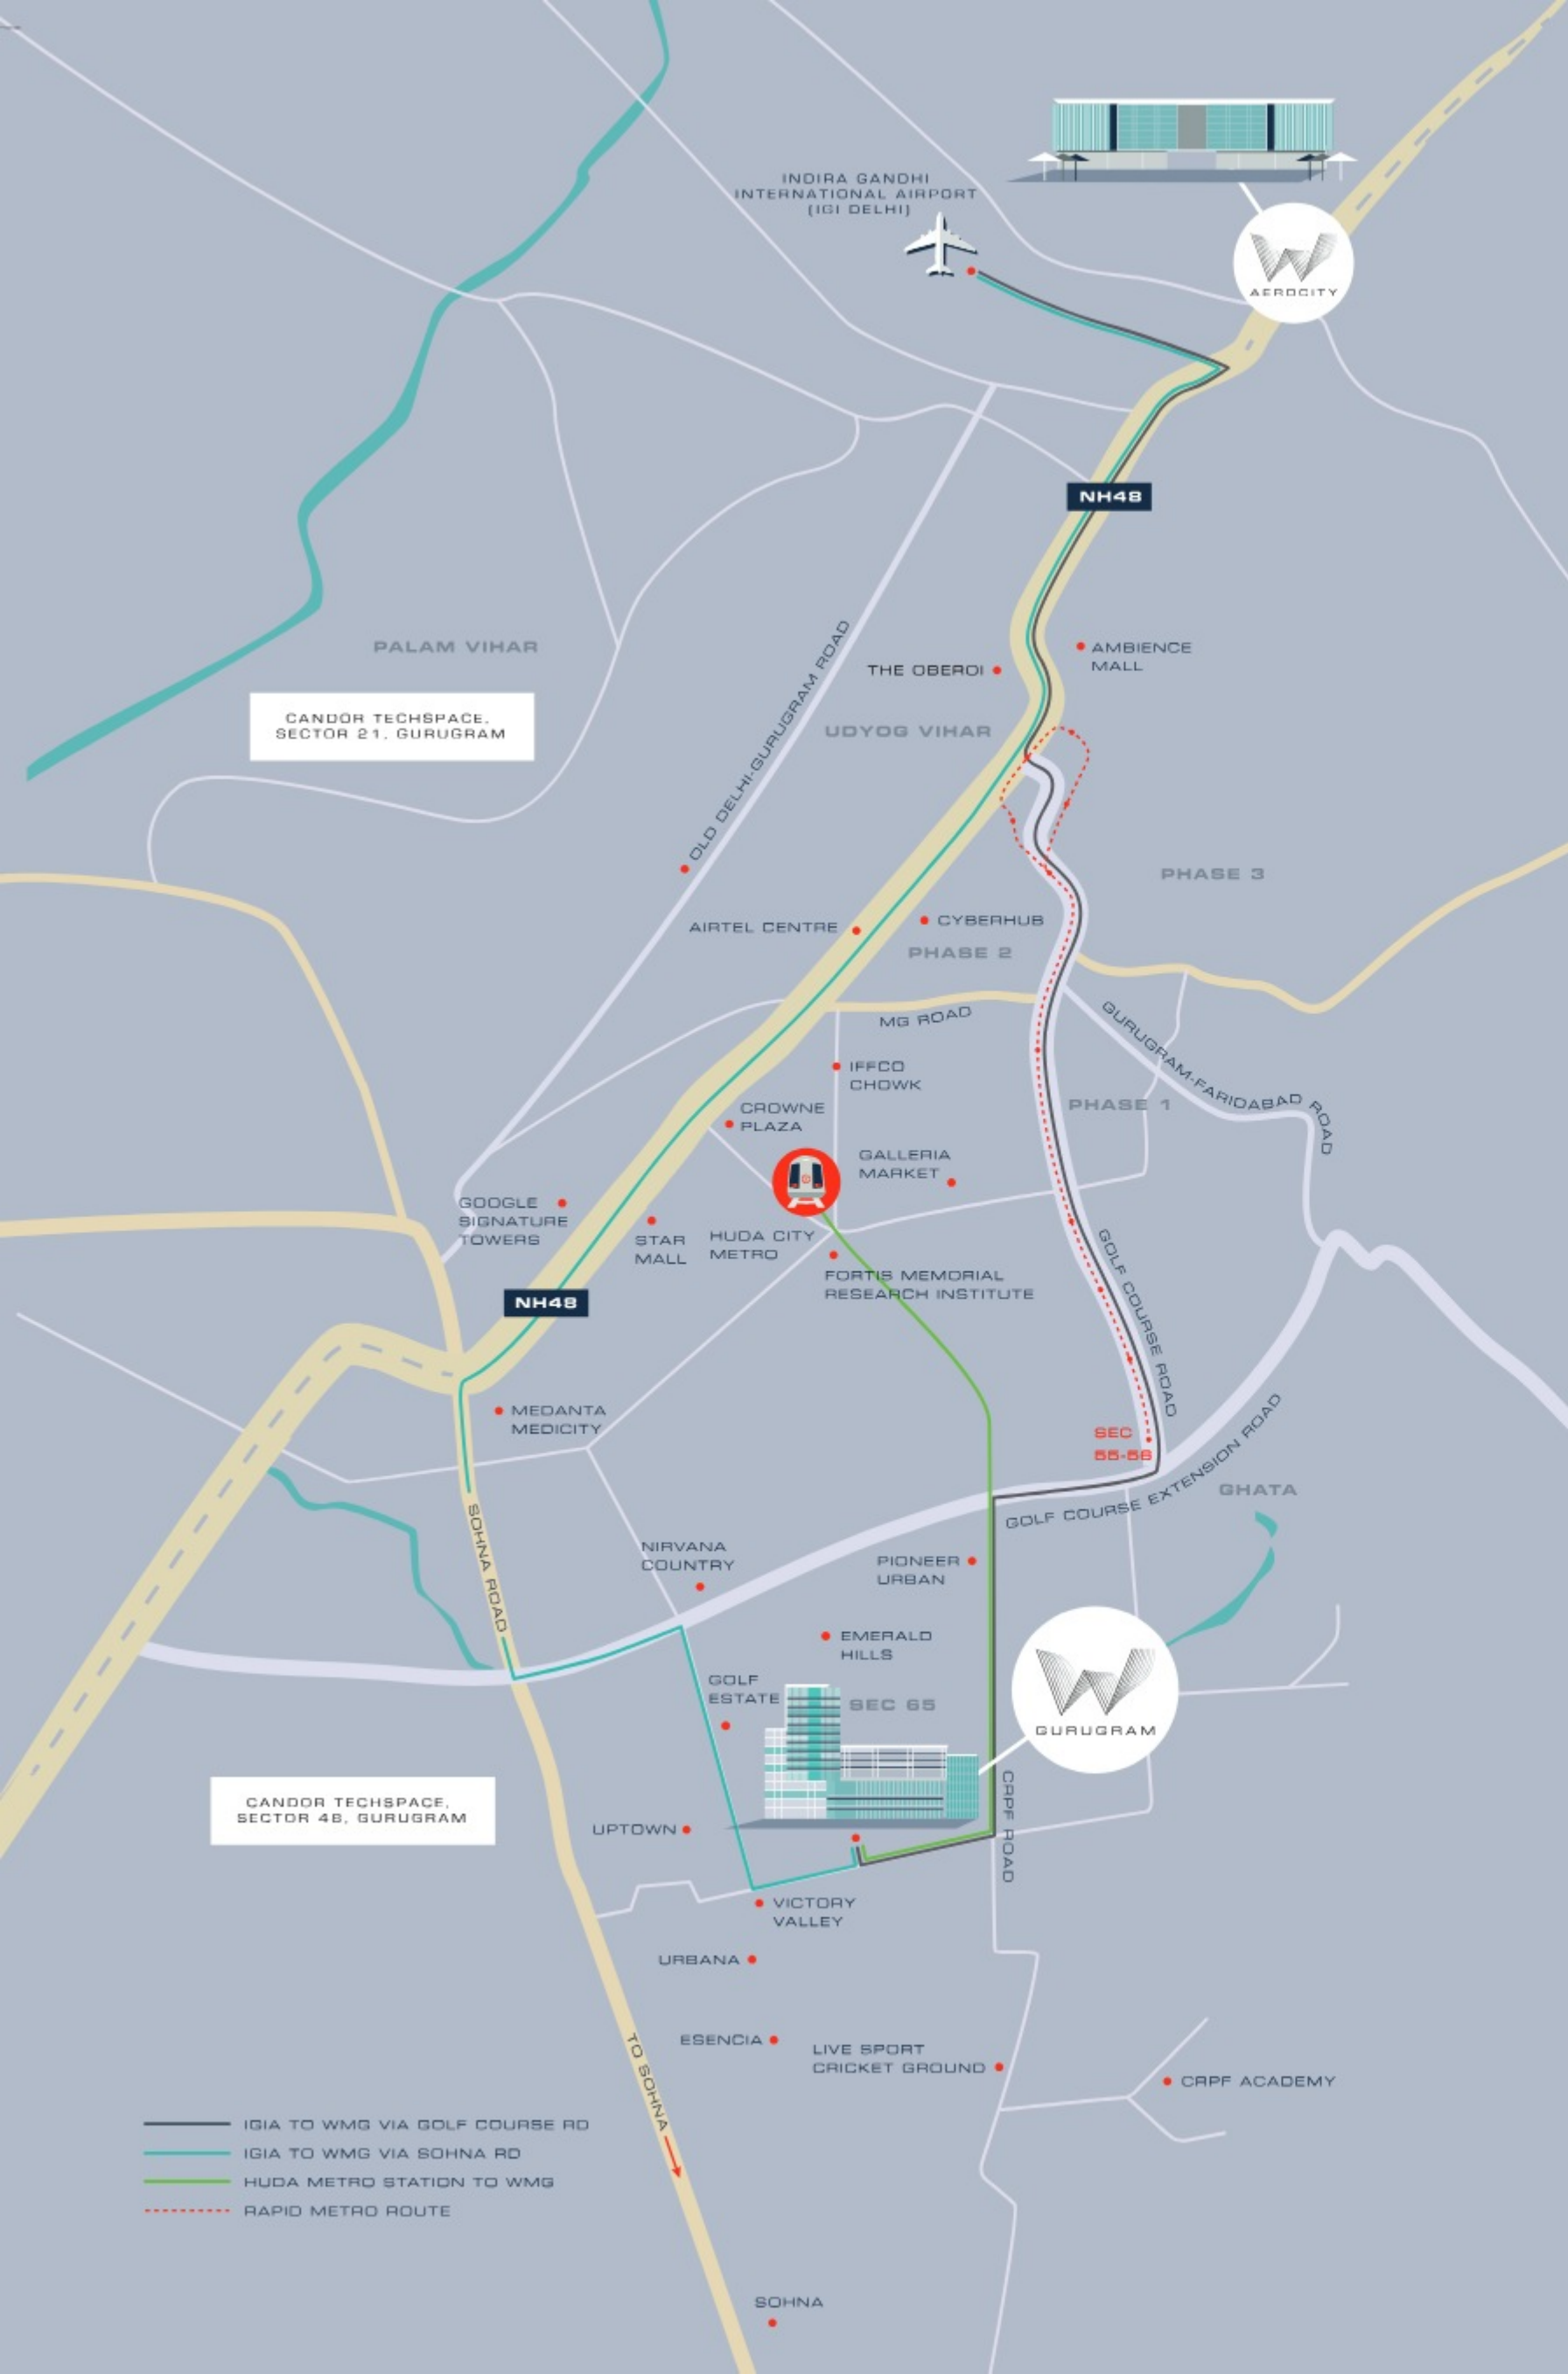 INDIRA GANDHI
INTERNATIONAL AIRPORT
(IGI DELHI)
AEROCITY
NH48
PALAM VIHAR
CANDOR TECHSPACE,
SECTOR 21, GURUGRAM
OLD DELHI-GURUGRAM ROAD
THE OBEROI
AMBIENCE
MALL
UDYOG VIHAR
PHASE 3
AIRTEL CENTRE
CYBERHUB
PHASE 2
MG ROAD
GURUGRAM-FARIDABAD ROAD
IFFCO
CHOWK
CROWNE
PLAZA
PHASE 1
GALLERIA
MARKET
GOOGLE
SIGNATURE
TOWERS
STAR
MALL
HUDA CITY
METRO
FORTIS MEMORIAL
RESEARCH INSTITUTE
GOLF COURSE ROAD
NH48
MEDANTA
MEDICITY
SEC
55-56
GOLF COURSE EXTENSION ROAD
GHATA
SOHNA ROAD
NIRVANA
COUNTRY
PIONEER
URBAN
EMERALD
HILLS
GOLF
ESTATE
SEC 65
GURUGRAM
CANDOR TECHSPACE,
SECTOR 48, GURUGRAM
UPTOWN
CRPF ROAD
VICTORY
VALLEY
URBANA
ESENCIA
LIVE SPORT
CRICKET GROUND
CRPF ACADEMY
TO SOHNA
IGIA TO WMG VIA GOLF COURSE RD
IGIA TO WMG VIA SOHNA RD
HUDA METRO STATION TO WMG
RAPID METRO ROUTE
SOHNA